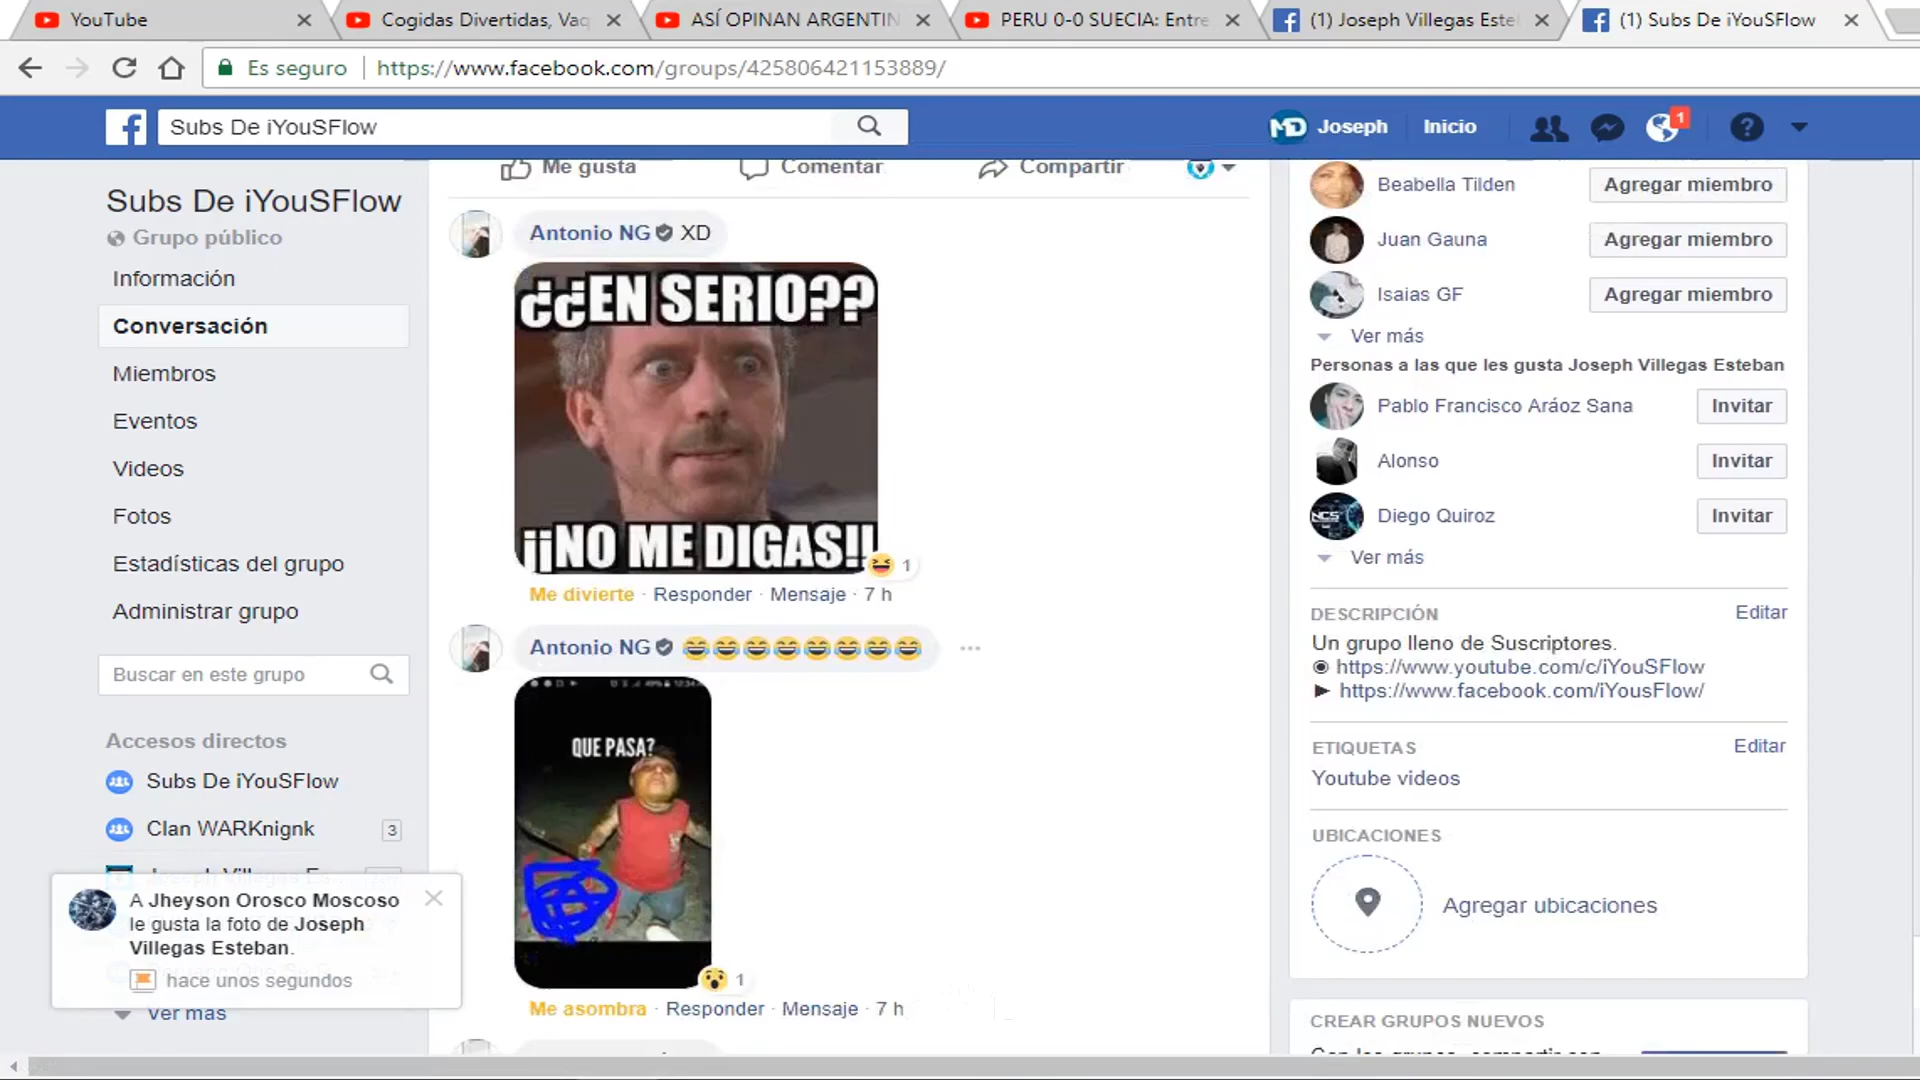 YouTube
Cogidas Divertidas, Vaq
ASÍ OPINAN ARGENTIN
PERU 0-0 SUECIA: Entre
(1) Joseph Villegas Este
(1) Subs De iYouSFlow
Es seguro
https://www.facebook.com/groups/425806421153889/
Subs De iYouSFlow
Joseph
Inicio
1
Subs De iYouSFlow
Grupo público
Información
Conversación
Miembros
Eventos
Videos
Fotos
Estadísticas del grupo
Administrar grupo
Buscar en este grupo
Accesos directos
Subs De iYouSFlow
Clan WARKnignk 3
A Jheyson Orosco Moscoso
le gusta la foto de Joseph
Villegas Esteban.
hace unos segundos
Ver más
Me gusta Comentar Compartir
Antonio NG XD
¿¿EN SERIO??
¡¡NO ME DIGAS!!
1
Me divierte · Responder · Mensaje · 7 h
Antonio NG 😂😂😂😂😂😂😂😂
QUE PASA?
1
Me asombra · Responder · Mensaje · 7 h
Beabella Tilden Agregar miembro
Juan Gauna Agregar miembro
Isaias GF Agregar miembro
Ver más
Personas a las que les gusta Joseph Villegas Esteban
Pablo Francisco Aráoz Sana Invitar
Alonso Invitar
NCS
Diego Quiroz Invitar
Ver más
DESCRIPCIÓN Editar
Un grupo lleno de Suscriptores.
◉ https://www.youtube.com/c/iYouSFlow
► https://www.facebook.com/iYousFlow/
ETIQUETAS Editar
Youtube videos
UBICACIONES
Agregar ubicaciones
CREAR GRUPOS NUEVOS